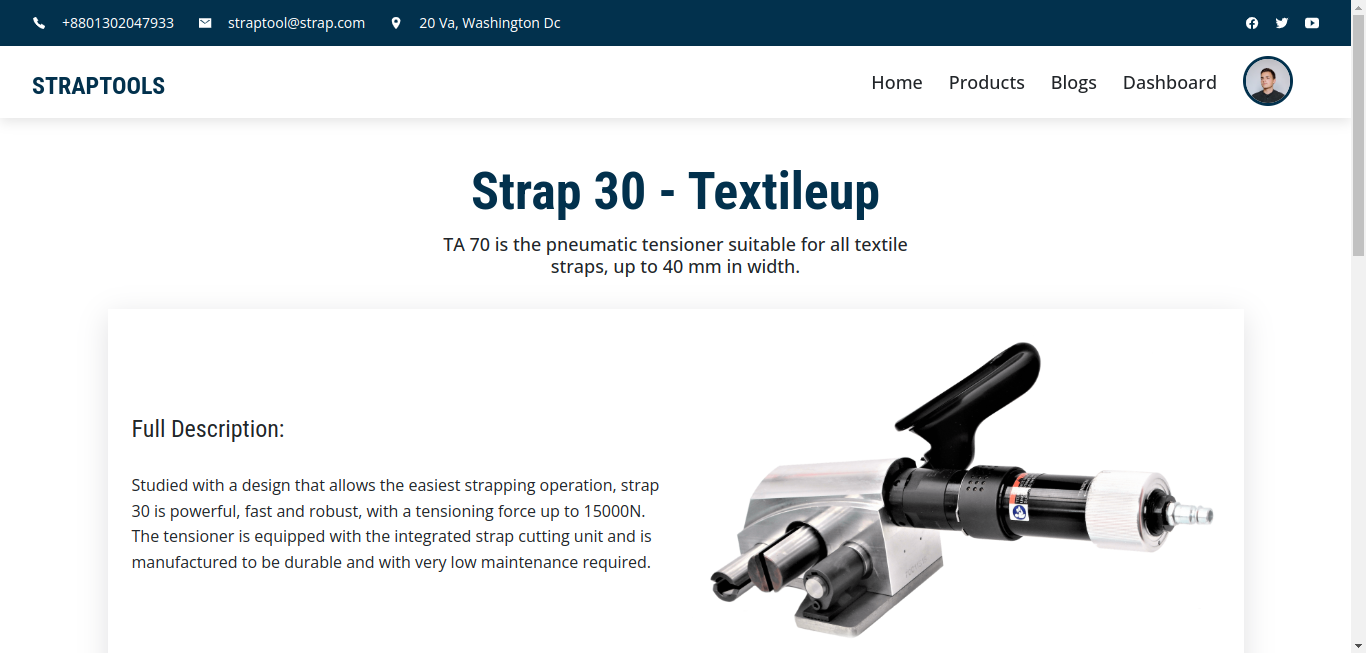 +8801302047933 straptool@strap.com 20 Va, Washington Dc
STRAPTOOLS Home Products Blogs Dashboard
Strap 30 - Textileup
TA 70 is the pneumatic tensioner suitable for all textile
straps, up to 40 mm in width.
Full Description:
Studied with a design that allows the easiest strapping operation, strap
30 is powerful, fast and robust, with a tensioning force up to 15000N.
The tensioner is equipped with the integrated strap cutting unit and is
manufactured to be durable and with very low maintenance required.